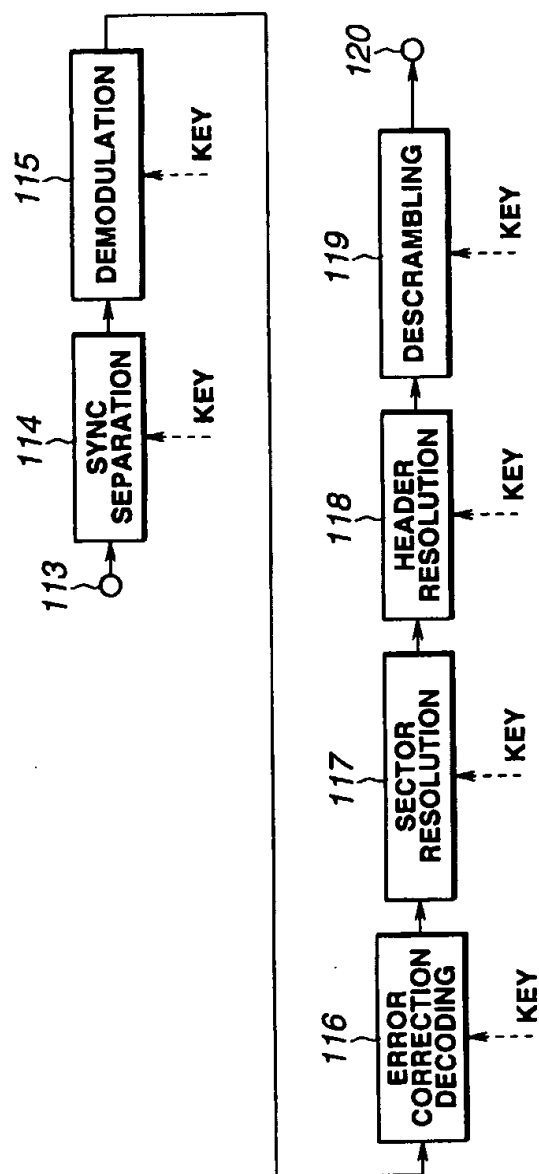 113
114
SYNC
SEPARATION
KEY
115
DEMODULATION
KEY
116
ERROR
CORRECTION
DECODING
KEY
117
SECTOR
RESOLUTION
KEY
118
HEADER
RESOLUTION
KEY
119
DESCRAMBLING
KEY
120